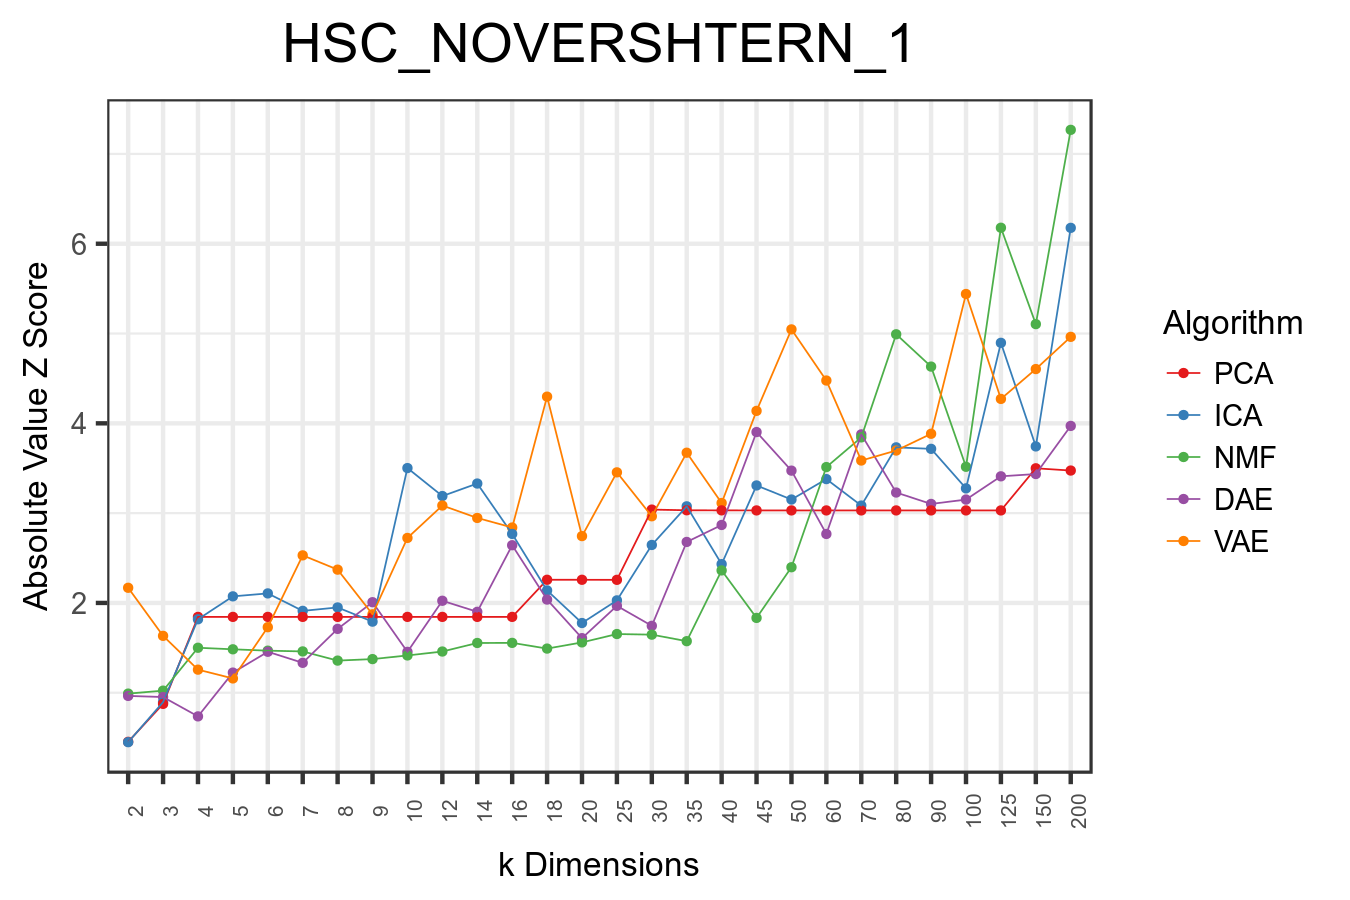 HSC_NOVERSHTERN_1
Absolute Value Z Score
6
4
2
2 3 4 5 6 7 8 9 10 12 14 16 18 20 25 30 35 40 45 50 60 70 80 90 100 125 150 200
k Dimensions
Algorithm
PCA
ICA
NMF
DAE
VAE